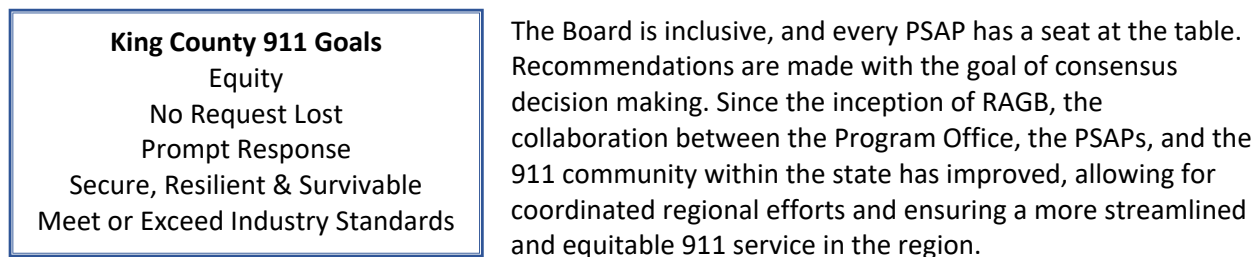 King County 911 Goals
Equity
No Request Lost
Prompt Response
Secure, Resilient & Survivable
Meet or Exceed Industry Standards
The Board is inclusive, and every PSAP has a seat at the table.
Recommendations are made with the goal of consensus
decision making. Since the inception of RAGB, the
collaboration between the Program Office, the PSAPs, and the
911 community within the state has improved, allowing for
coordinated regional efforts and ensuring a more streamlined
and equitable 911 service in the region.